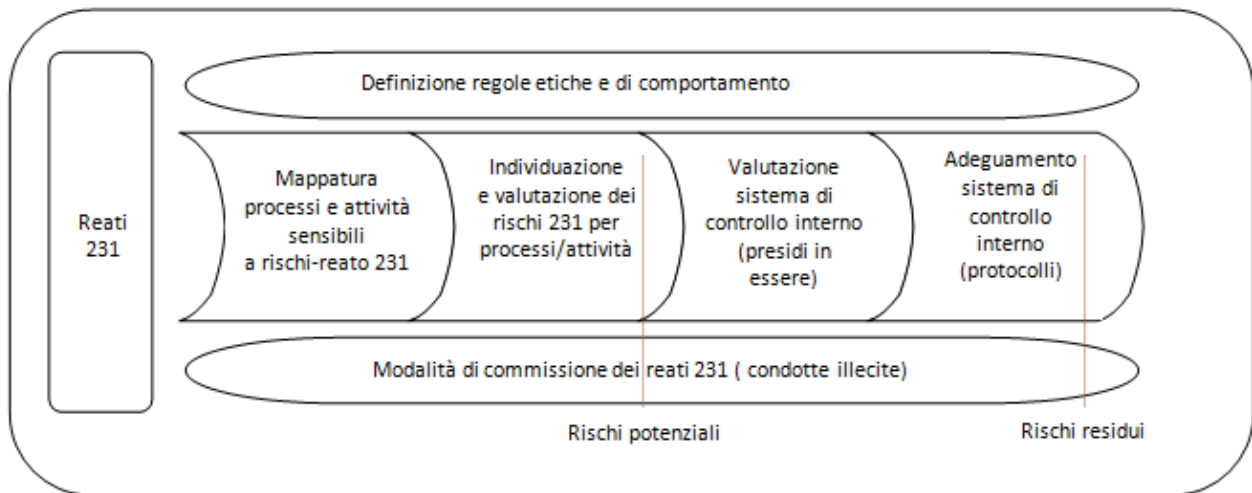 Reati
231
Definizione regole etiche e di comportamento
Mappatura
processi e attività
sensibili
a rischi-reato 231
Individuazione
e valutazione dei
rischi 231 per
processi/attività
Valutazione
sistema di
controllo interno
(presidi in
essere)
Adeguamento
sistema di
controllo
interno
(protocolli)
Modalità di commissione dei reati 231 ( condotte illecite)
Rischi potenziali
Rischi residui